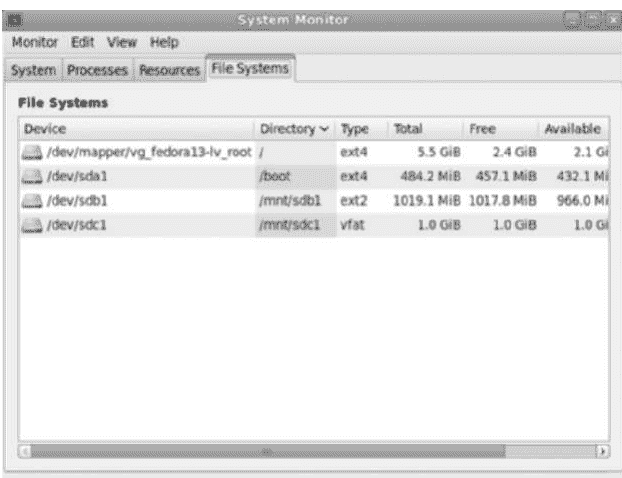 System Monitor
Monitor Edit View Help
System Processes Resources File Systems
File Systems
Device Directory Type Total Free Available
/dev/mapper/vg_fedora13-lv_root / ext4 5.5 GiB 2.4 GiB 2.1 Gi
/dev/sda1 /boot ext4 484.2 MiB 457.1 MiB 432.1 Mi
/dev/sdb1 /mnt/sdb1 ext2 1019.1 MiB 1017.8 MiB 966.0 Mi
/dev/sdc1 /mnt/sdc1 vfat 1.0 GiB 1.0 GiB 1.0 Gi